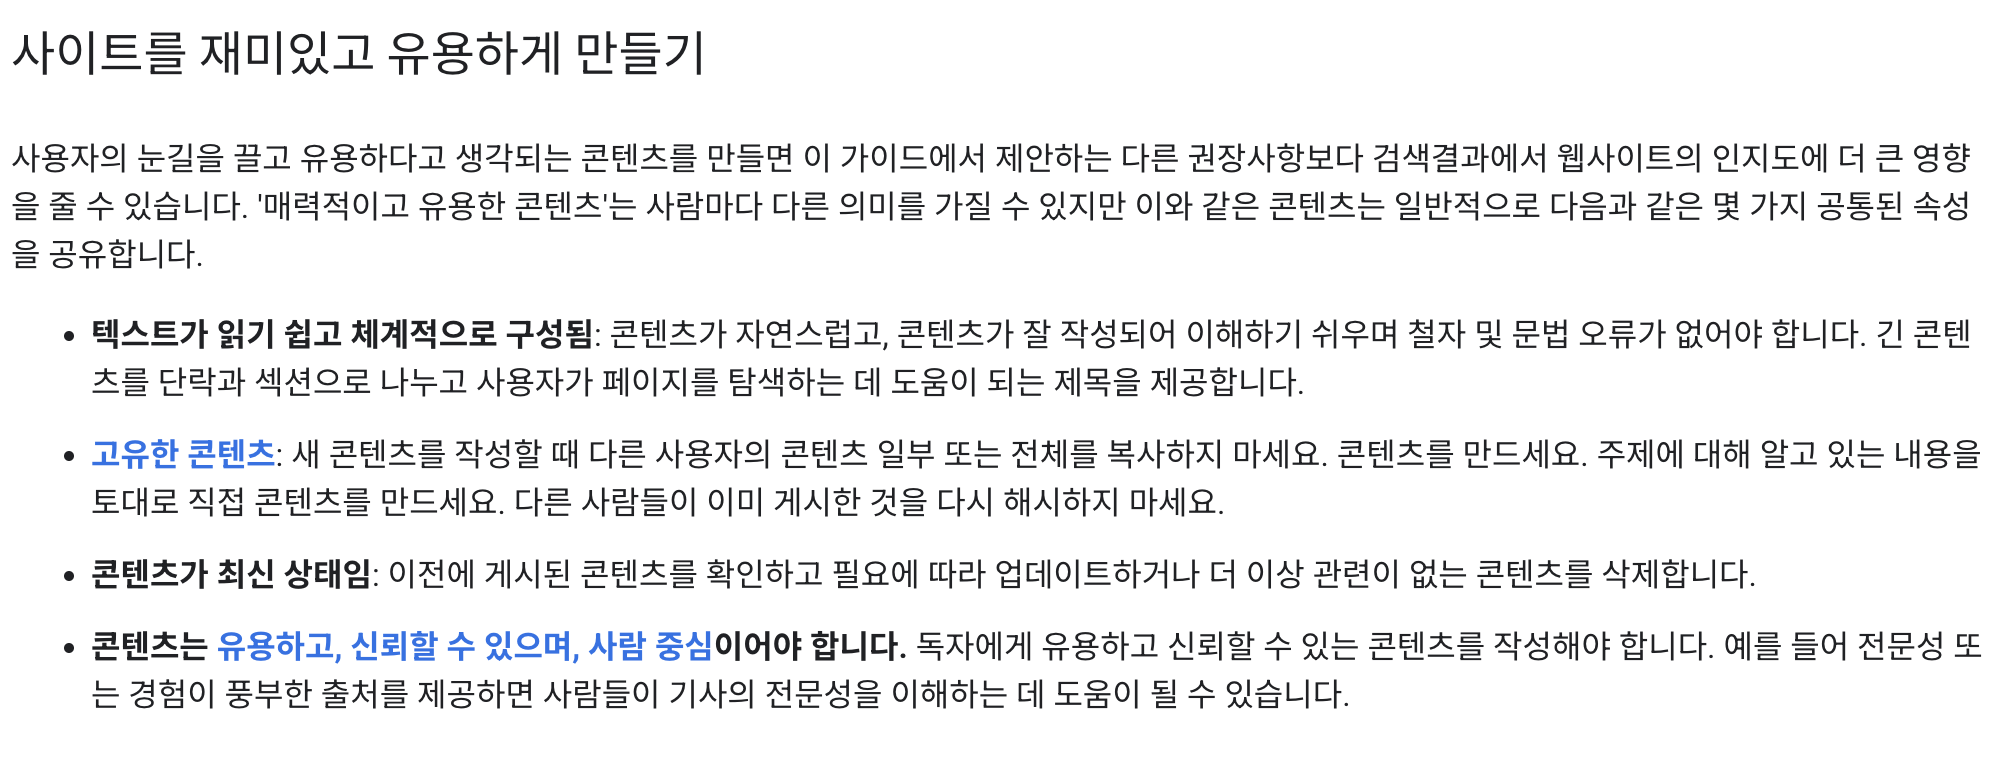 사이트를 재미있고 유용하게 만들기
사용자의 눈길을 끌고 유용하다고 생각되는 콘텐츠를 만들면 이 가이드에서 제안하는 다른 권장사항보다 검색결과에서 웹사이트의 인지도에 더 큰 영향
을 줄 수 있습니다. '매력적이고 유용한 콘텐츠'는 사람마다 다른 의미를 가질 수 있지만 이와 같은 콘텐츠는 일반적으로 다음과 같은 몇 가지 공통된 속성
을 공유합니다.
• 텍스트가 읽기 쉽고 체계적으로 구성됨: 콘텐츠가 자연스럽고, 콘텐츠가 잘 작성되어 이해하기 쉬우며 철자 및 문법 오류가 없어야 합니다. 긴 콘텐
츠를 단락과 섹션으로 나누고 사용자가 페이지를 탐색하는 데 도움이 되는 제목을 제공합니다.
• 고유한 콘텐츠: 새 콘텐츠를 작성할 때 다른 사용자의 콘텐츠 일부 또는 전체를 복사하지 마세요. 콘텐츠를 만드세요. 주제에 대해 알고 있는 내용을
토대로 직접 콘텐츠를 만드세요. 다른 사람들이 이미 게시한 것을 다시 해시하지 마세요.
• 콘텐츠가 최신 상태임: 이전에 게시된 콘텐츠를 확인하고 필요에 따라 업데이트하거나 더 이상 관련이 없는 콘텐츠를 삭제합니다.
• 콘텐츠는 유용하고, 신뢰할 수 있으며, 사람 중심이어야 합니다. 독자에게 유용하고 신뢰할 수 있는 콘텐츠를 작성해야 합니다. 예를 들어 전문성 또
는 경험이 풍부한 출처를 제공하면 사람들이 기사의 전문성을 이해하는 데 도움이 될 수 있습니다.